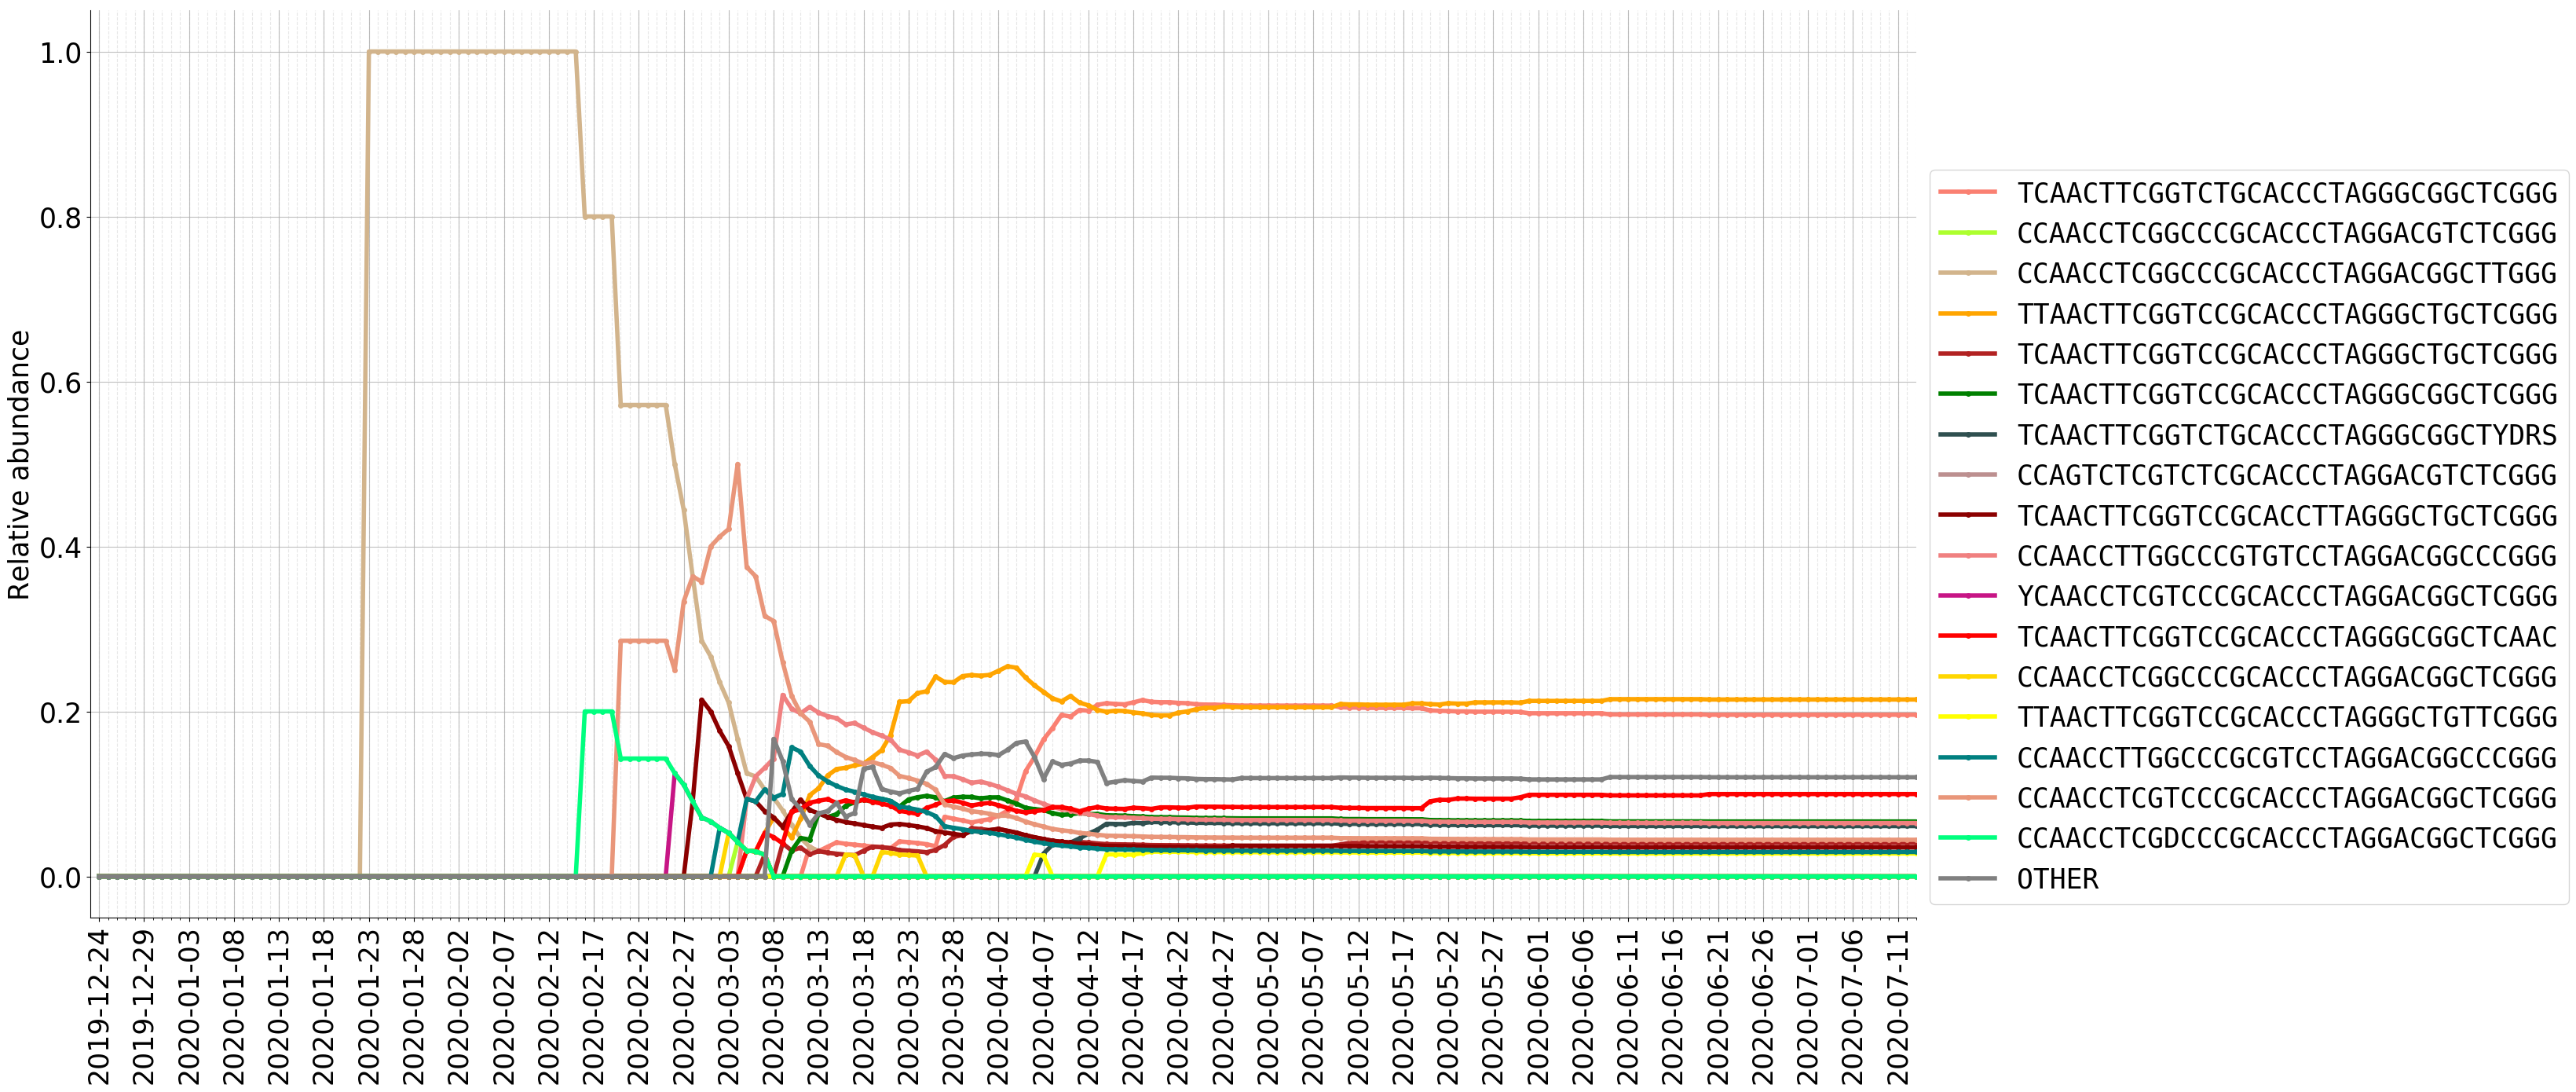 Relative abundance
1.0
0.8
0.6
0.4
0.2
0.0
2019-12-24
2019-12-29
2020-01-03
2020-01-08
2020-01-13
2020-01-18
2020-01-23
2020-01-28
2020-02-02
2020-02-07
2020-02-12
2020-02-17
2020-02-22
2020-02-27
2020-03-03
2020-03-08
2020-03-13
2020-03-18
2020-03-23
2020-03-28
2020-04-02
2020-04-07
2020-04-12
2020-04-17
2020-04-22
2020-04-27
2020-05-02
2020-05-07
2020-05-12
2020-05-17
2020-05-22
2020-05-27
2020-06-01
2020-06-06
2020-06-11
2020-06-16
2020-06-21
2020-06-26
2020-07-01
2020-07-06
2020-07-11
TCAACTTCGGTCTGCACCCTAGGGCGGCTCGGG
CCAACCTCGGCCCGCACCCTAGGACGTCTCGGG
CCAACCTCGGCCCGCACCCTAGGACGGCTTGGG
TTAACTTCGGTCCGCACCCTAGGGCTGCTCGGG
TCAACTTCGGTCCGCACCCTAGGGCTGCTCGGG
TCAACTTCGGTCCGCACCCTAGGGCGGCTCGGG
TCAACTTCGGTCTGCACCCTAGGGCGGCTYDRS
CCAGTCTCGTCTCGCACCCTAGGACGTCTCGGG
TCAACTTCGGTCCGCACCTTAGGGCTGCTCGGG
CCAACCTTGGCCCGTGTCCTAGGACGGCCCGGG
YCAACCTCGTCCCGCACCCTAGGACGGCTCGGG
TCAACTTCGGTCCGCACCCTAGGGCGGCTCAAC
CCAACCTCGGCCCGCACCCTAGGACGGCTCGGG
TTAACTTCGGTCCGCACCCTAGGGCTGTTCGGG
CCAACCTTGGCCCGCGTCCTAGGACGGCCCGGG
CCAACCTCGTCCCGCACCCTAGGACGGCTCGGG
CCAACCTCGDCCCGCACCCTAGGACGGCTCGGG
OTHER